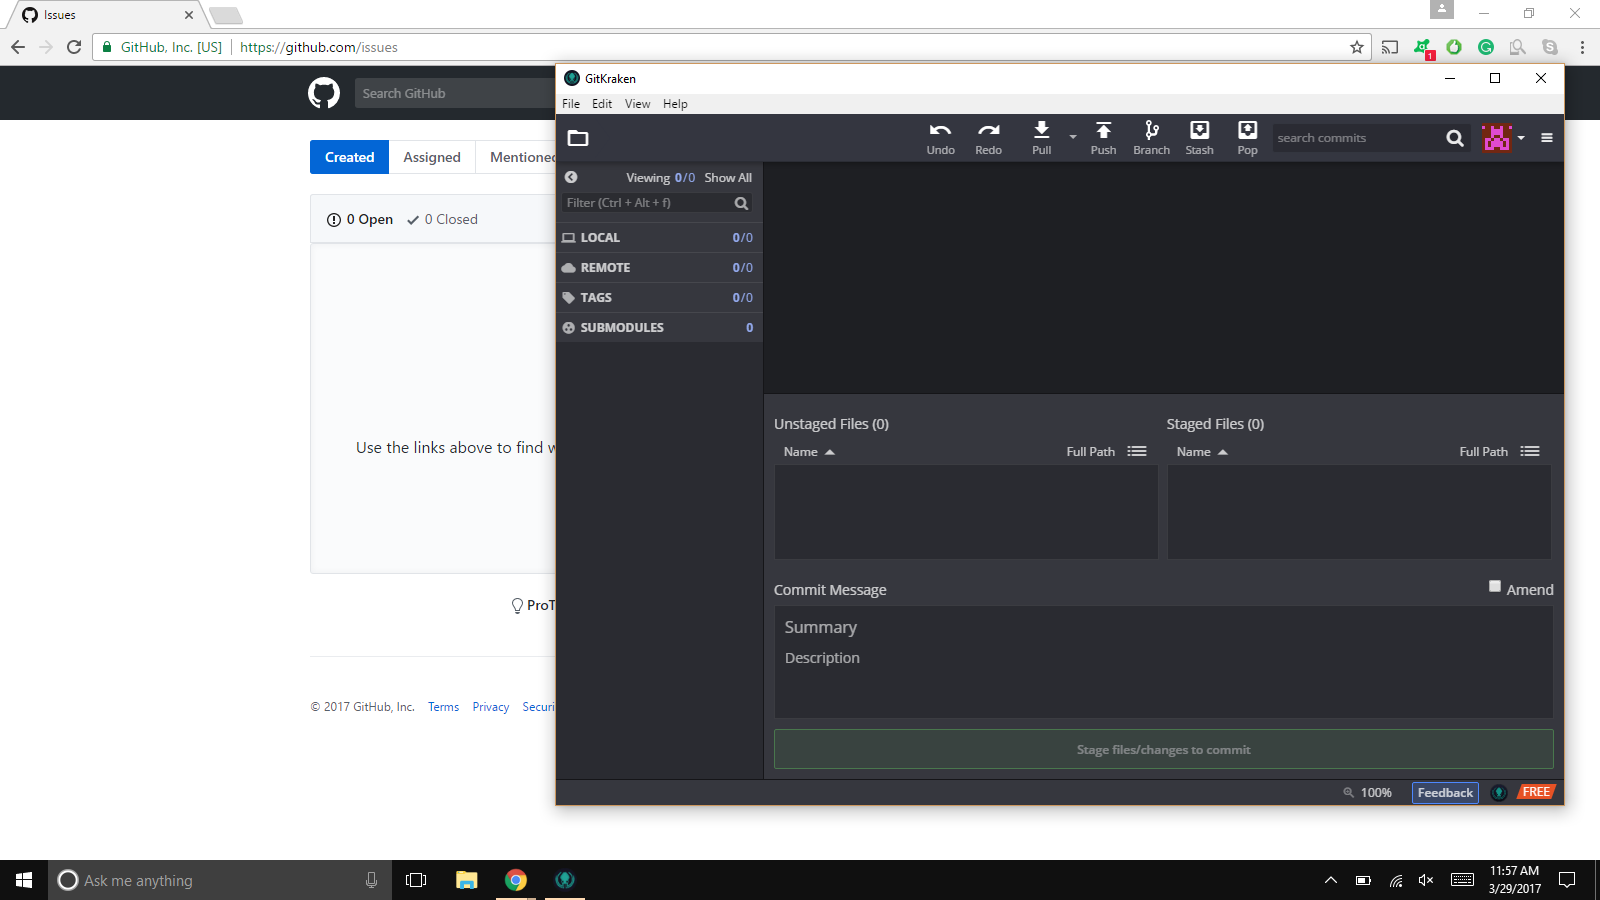 Issues
GitHub, Inc. [US] https://github.com/issues
1
Search GitHub
Created Assigned Mentioned
0 Open 0 Closed
Use the links above to find w
ProT
© 2017 GitHub, Inc. Terms Privacy Securi
GitKraken
File Edit View Help
Undo Redo Pull Push Branch Stash Pop search commits
Viewing 0/0 Show All
Filter (Ctrl + Alt + f)
LOCAL 0/0
REMOTE 0/0
TAGS 0/0
SUBMODULES 0
Unstaged Files (0) Staged Files (0)
Name Full Path Name Full Path
Commit Message Amend
Summary
Description
Stage files/changes to commit
100% Feedback FREE
Ask me anything
11:57 AM
3/29/2017